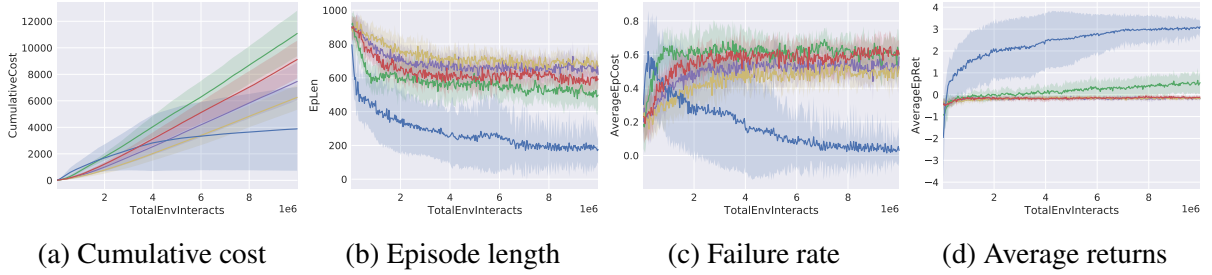 12000
10000
8000
6000
4000
2000
0
CumulativeCost
2 4 6 8
1e6
TotalEnvInteracts
(a) Cumulative cost
1000
800
600
400
200
0
EpLen
2 4 6 8
1e6
TotalEnvInteracts
(b) Episode length
0.8
0.6
0.4
0.2
0.0
AverageEpCost
2 4 6 8
1e6
TotalEnvInteracts
(c) Failure rate
4
3
2
1
0
−1
−2
−3
−4
AverageEpRet
2 4 6 8
1e6
TotalEnvInteracts
(d) Average returns